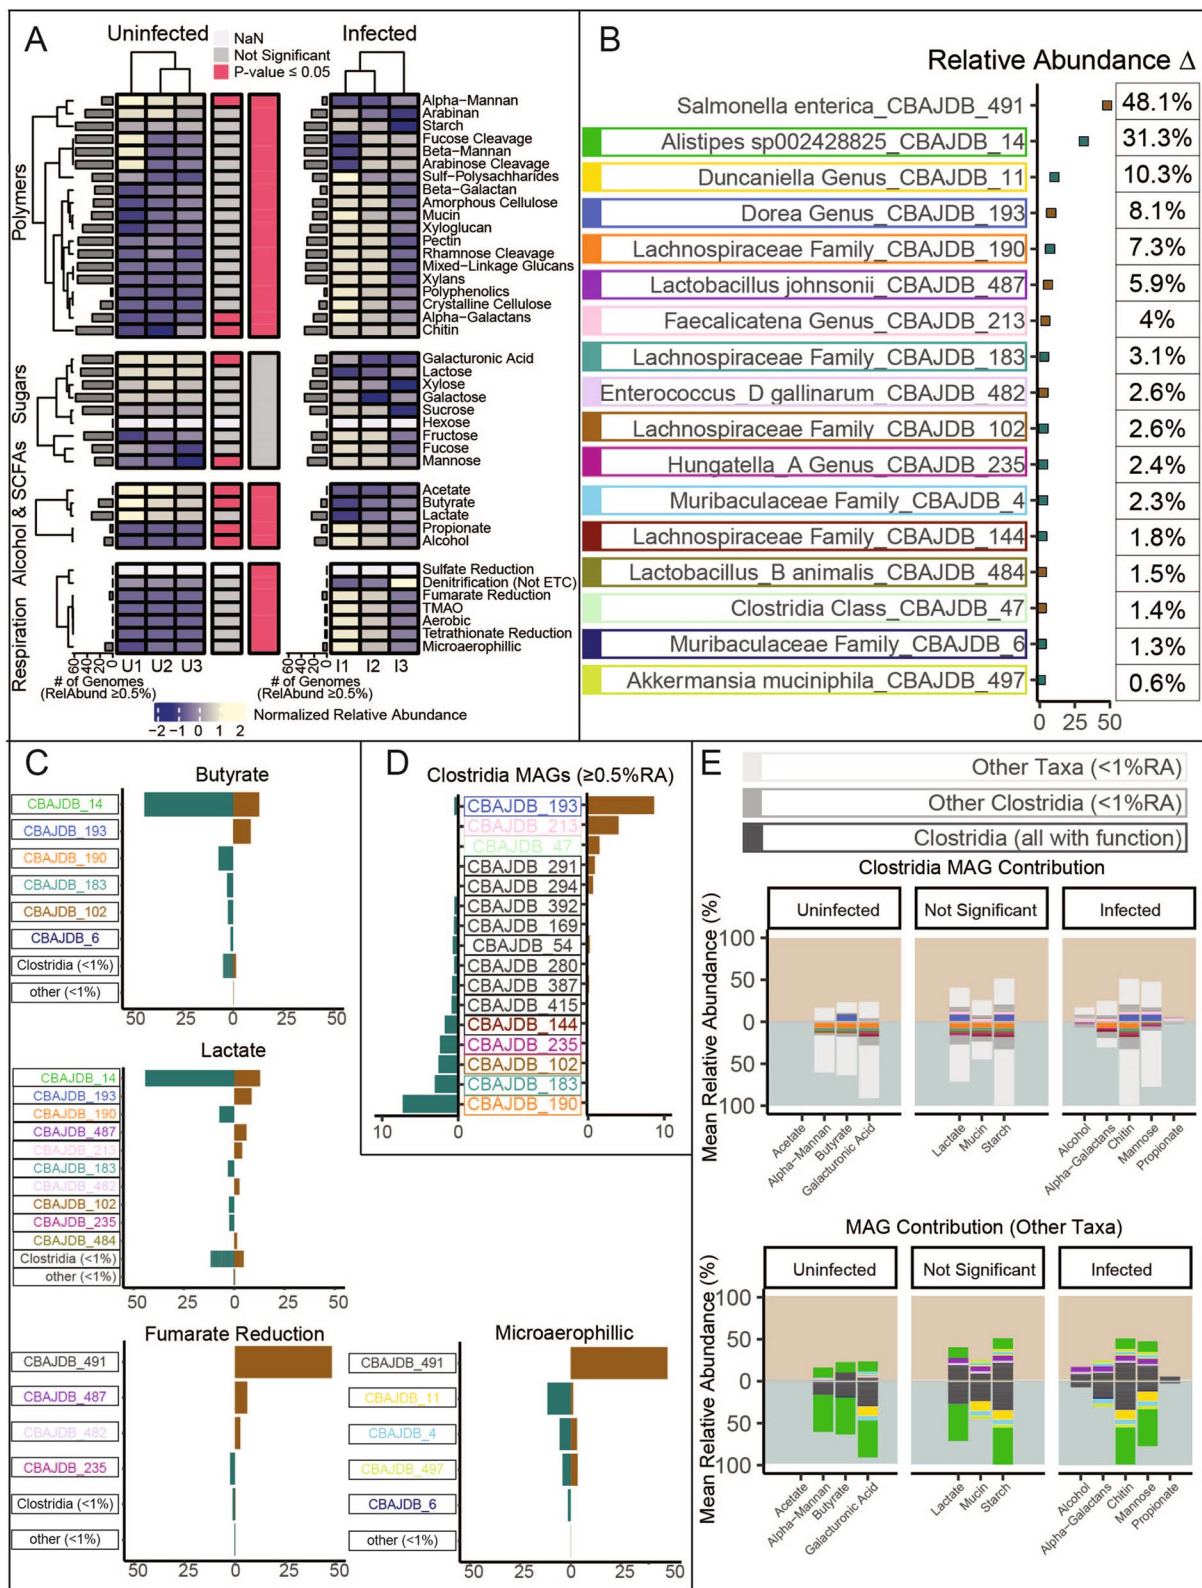 A
Uninfected
Infected
NaN
Not Significant
P-value ≤ 0.05
Polymers
Alpha-Mannan
Arabinan
Starch
Fucose Cleavage
Beta-Mannan
Arabinose Cleavage
Sulf-Polysachharides
Beta-Galactan
Amorphous Cellulose
Mucin
Xyloglucan
Pectin
Rhamnose Cleavage
Mixed-Linkage Glucans
Xylans
Polyphenolics
Crystalline Cellulose
Alpha-Galactans
Chitin
Sugars
Galacturonic Acid
Lactose
Xylose
Galactose
Sucrose
Hexose
Fructose
Fucose
Mannose
Alcohol & SCFAs
Acetate
Butyrate
Lactate
Propionate
Alcohol
Respiration
Sulfate Reduction
Denitrification (Not ETC)
Fumarate Reduction
TMAO
Aerobic
Tetrathionate Reduction
Microaerophillic
60 40 20 0 U1 U2 U3 60 40 20 0 I1 I2 I3
# of Genomes # of Genomes
(RelAbund ≥0.5%) (RelAbund ≥0.5%)
Normalized Relative Abundance
−2 −1 0 1 2
B
Relative Abundance Δ
Salmonella enterica_CBAJDB_491 48.1%
Alistipes sp002428825_CBAJDB_14 31.3%
Duncaniella Genus_CBAJDB_11 10.3%
Dorea Genus_CBAJDB_193 8.1%
Lachnospiraceae Family_CBAJDB_190 7.3%
Lactobacillus johnsonii_CBAJDB_487 5.9%
Faecalicatena Genus_CBAJDB_213 4%
Lachnospiraceae Family_CBAJDB_183 3.1%
Enterococcus_D gallinarum_CBAJDB_482 2.6%
Lachnospiraceae Family_CBAJDB_102 2.6%
Hungatella_A Genus_CBAJDB_235 2.4%
Muribaculaceae Family_CBAJDB_4 2.3%
Lachnospiraceae Family_CBAJDB_144 1.8%
Lactobacillus_B animalis_CBAJDB_484 1.5%
Clostridia Class_CBAJDB_47 1.4%
Muribaculaceae Family_CBAJDB_6 1.3%
Akkermansia muciniphila_CBAJDB_497 0.6%
0 25 50
C
Butyrate
CBAJDB_14
CBAJDB_193
CBAJDB_190
CBAJDB_183
CBAJDB_102
CBAJDB_6
Clostridia (<1%)
other (<1%)
50 25 0 25 50
Lactate
CBAJDB_14
CBAJDB_193
CBAJDB_190
CBAJDB_487
CBAJDB_213
CBAJDB_183
CBAJDB_482
CBAJDB_102
CBAJDB_235
CBAJDB_484
Clostridia (<1%)
other (<1%)
50 25 0 25 50
Fumarate Reduction
CBAJDB_491
CBAJDB_487
CBAJDB_482
CBAJDB_235
Clostridia (<1%)
other (<1%)
50 25 0 25 50
Microaerophillic
CBAJDB_491
CBAJDB_11
CBAJDB_4
CBAJDB_497
CBAJDB_6
other (<1%)
50 25 0 25 50
D
Clostridia MAGs (≥0.5%RA)
CBAJDB_193
CBAJDB_213
CBAJDB_47
CBAJDB_291
CBAJDB_294
CBAJDB_392
CBAJDB_169
CBAJDB_54
CBAJDB_280
CBAJDB_387
CBAJDB_415
CBAJDB_144
CBAJDB_235
CBAJDB_102
CBAJDB_183
CBAJDB_190
10 0 0 10
E
Other Taxa (<1%RA)
Other Clostridia (<1%RA)
Clostridia (all with function)
Clostridia MAG Contribution
Uninfected Not Significant Infected
Mean Relative Abundance (%)
100
50
0
50
100
Acetate
Alpha-Mannan
Butyrate
Galacturonic Acid
Lactate
Mucin
Starch
Alcohol
Alpha-Galactans
Chitin
Mannose
Propionate
MAG Contribution (Other Taxa)
Uninfected Not Significant Infected
Mean Relative Abundance (%)
100
50
0
50
100
Acetate
Alpha-Mannan
Butyrate
Galacturonic Acid
Lactate
Mucin
Starch
Alcohol
Alpha-Galactans
Chitin
Mannose
Propionate